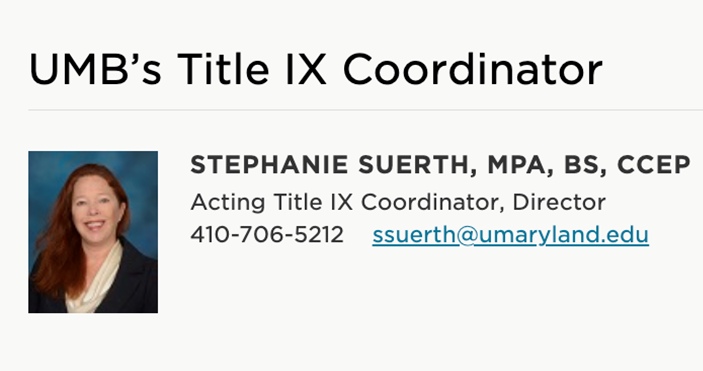 UMB’s Title IX Coordinator
STEPHANIE SUERTH, MPA, BS, CCEP
Acting Title IX Coordinator, Director
410-706-5212 ssuerth@umaryland.edu